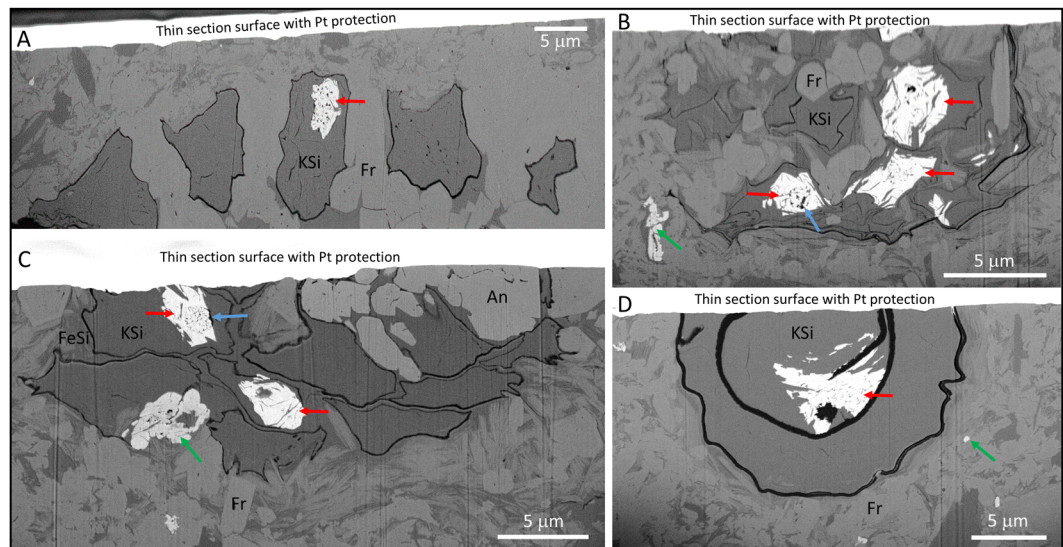 A
Thin section surface with Pt protection
5 µm
KSi
Fr
B
Thin section surface with Pt protection
Fr
KSi
5 µm
C
Thin section surface with Pt protection
FeSi
KSi
An
Fr
5 µm
D
Thin section surface with Pt protection
KSi
Fr
5 µm